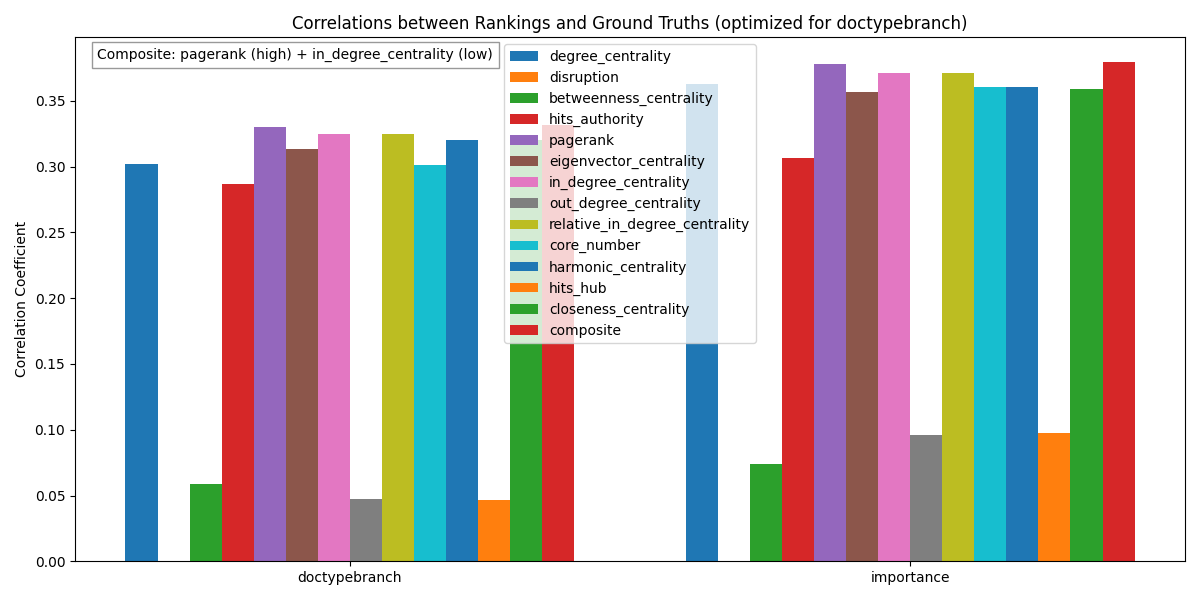 Correlations between Rankings and Ground Truths (optimized for doctypebranch)
Composite: pagerank (high) + in_degree_centrality (low)
degree_centrality
disruption
betweenness_centrality
hits_authority
pagerank
eigenvector_centrality
in_degree_centrality
out_degree_centrality
relative_in_degree_centrality
core_number
harmonic_centrality
hits_hub
closeness_centrality
composite
Correlation Coefficient
0.35
0.30
0.25
0.20
0.15
0.10
0.05
0.00
doctypebranch
importance